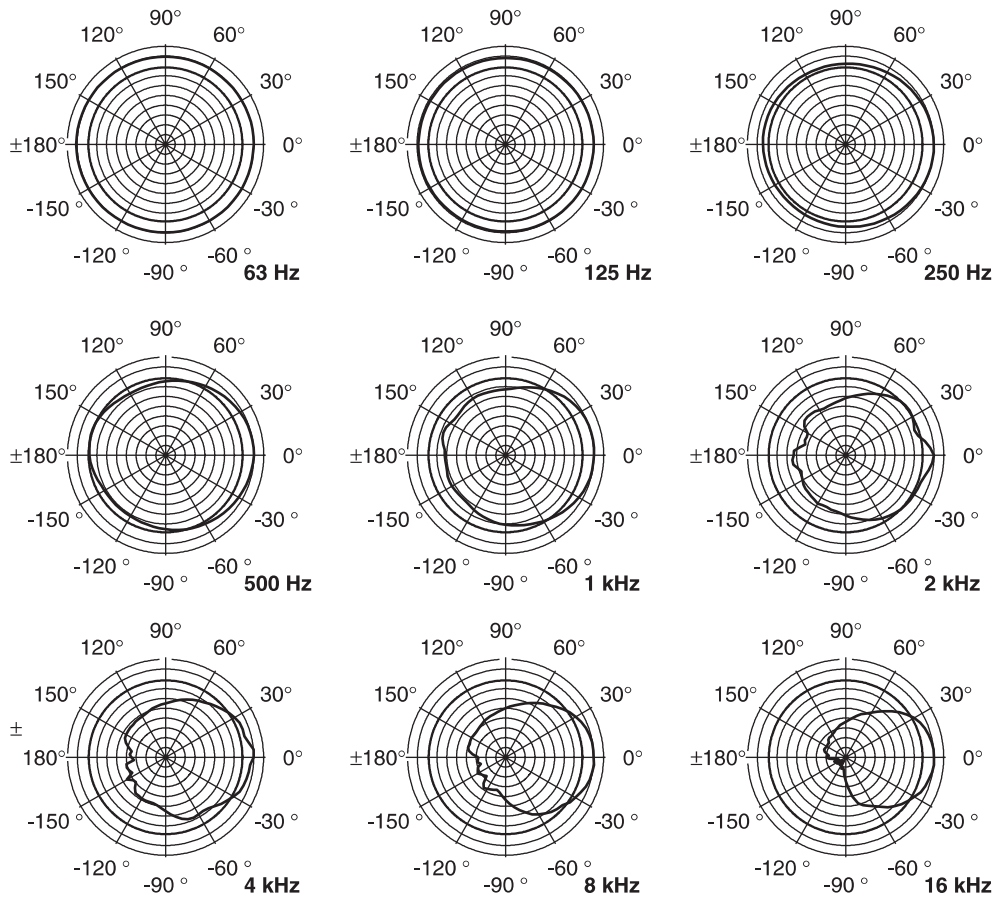 90° 90° 90°
120° 60° 120° 60° 120° 60°
150° 30° 150° 30° 150° 30°
±180° 0° ±180° 0° ±180° 0°
-150 ° -30 ° -150 ° -30 ° -150 ° -30 °
-120 ° -60 ° -120 ° -60 ° -120 ° -60 °
-90 ° 63 Hz -90 ° 125 Hz -90 ° 250 Hz
90° 90° 90°
120° 60° 120° 60° 120° 60°
150° 30° 150° 30° 150° 30°
±180° 0° ±180° 0° ±180° 0°
-150 ° -30 ° -150 ° -30 ° -150 ° -30 °
-120 ° -60 ° -120 ° -60 ° -120 ° -60 °
-90 ° 500 Hz -90 ° 1 kHz -90 ° 2 kHz
90° 90° 90°
120° 60° 120° 60° 120° 60°
150° 30° 150° 30° 150° 30°
±
180° 0° ±180° 0° ±180° 0°
-150 ° -30 ° -150 ° -30 ° -150 ° -30 °
-120 ° -60 ° -120 ° -60 ° -120 ° -60 °
-90 ° 4 kHz -90 ° 8 kHz -90 ° 16 kHz